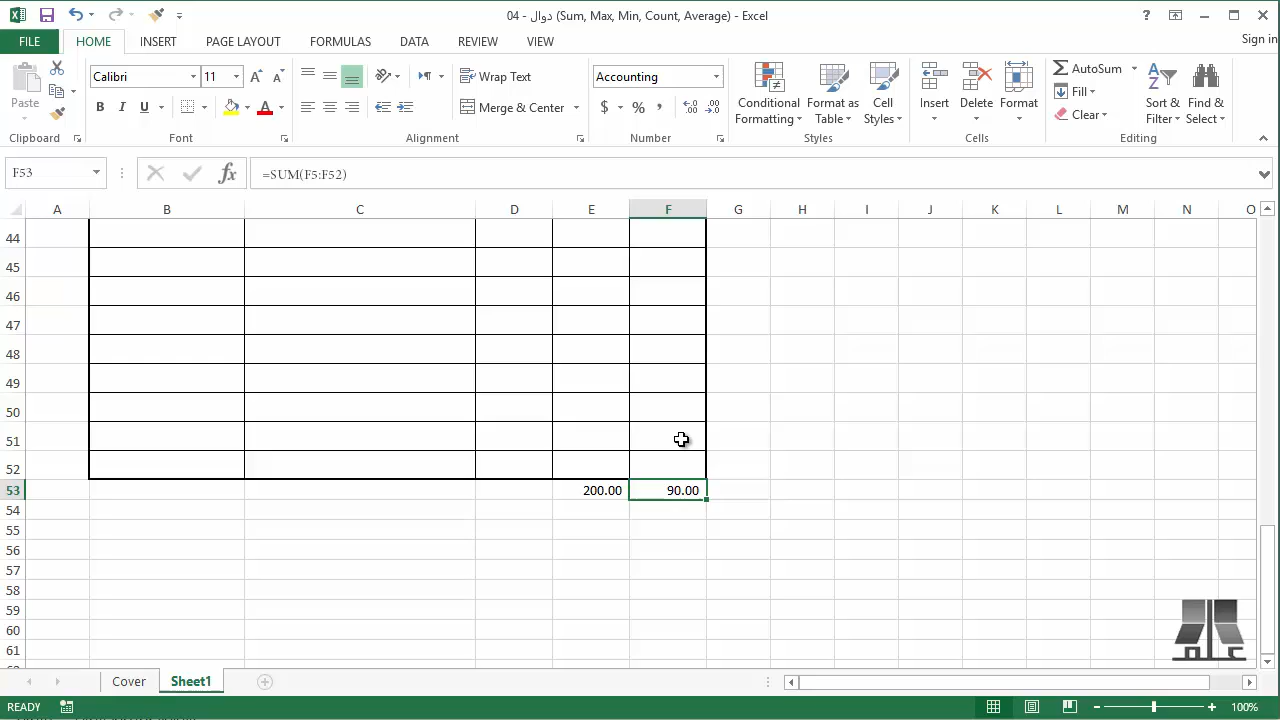 04 - دوال (Sum, Max, Min, Count, Average) - Excel
FILE HOME INSERT PAGE LAYOUT FORMULAS DATA REVIEW VIEW Sign in
Paste
Calibri 11
B I U
Wrap Text
Merge & Center
Accounting
$ % ,
Conditional Formatting
Format as Table
Cell Styles
Insert
Delete
Format
AutoSum
Fill
Clear
Sort & Filter
Find & Select
Clipboard Font Alignment Number Styles Cells Editing
F53 fx =SUM(F5:F52)
A B C D E F G H I J K L M N O
44
45
46
47
48
49
50
51
52
53 200.00 90.00
54
55
56
57
58
59
60
61
علم
Cover Sheet1
READY 100%